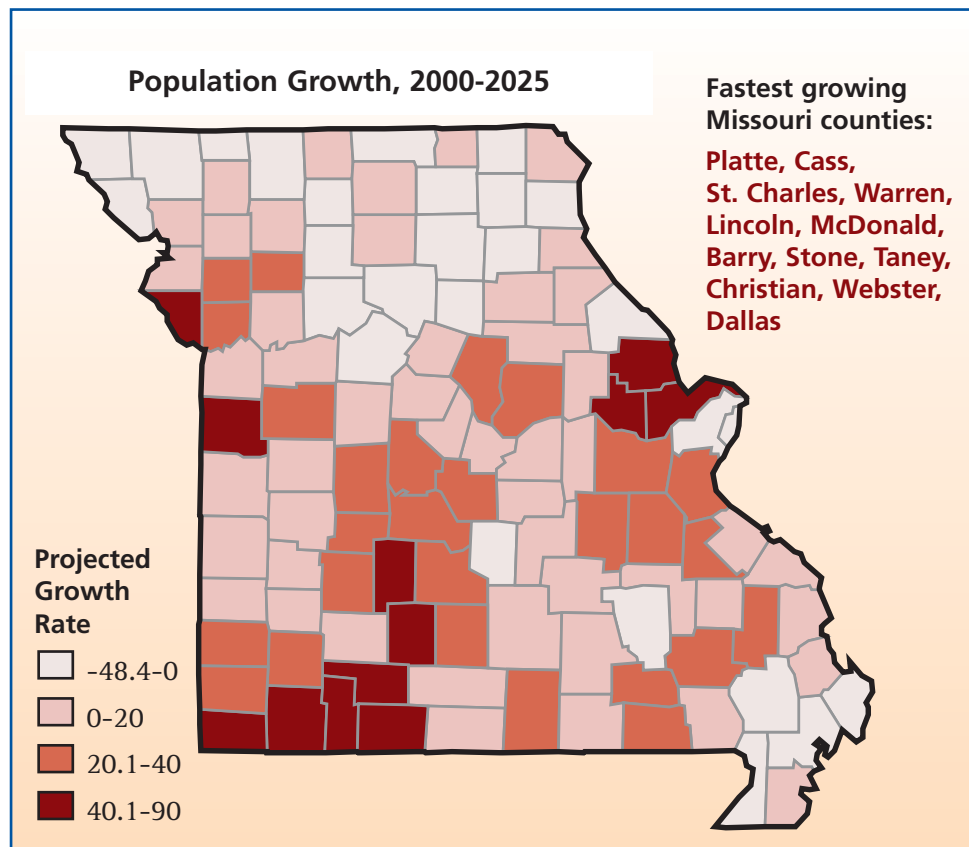 Population Growth, 2000-2025
Fastest growing
Missouri counties:
Platte, Cass,
St. Charles, Warren,
Lincoln, McDonald,
Barry, Stone, Taney,
Christian, Webster,
Dallas
Projected
Growth
Rate
-48.4-0
0-20
20.1-40
40.1-90